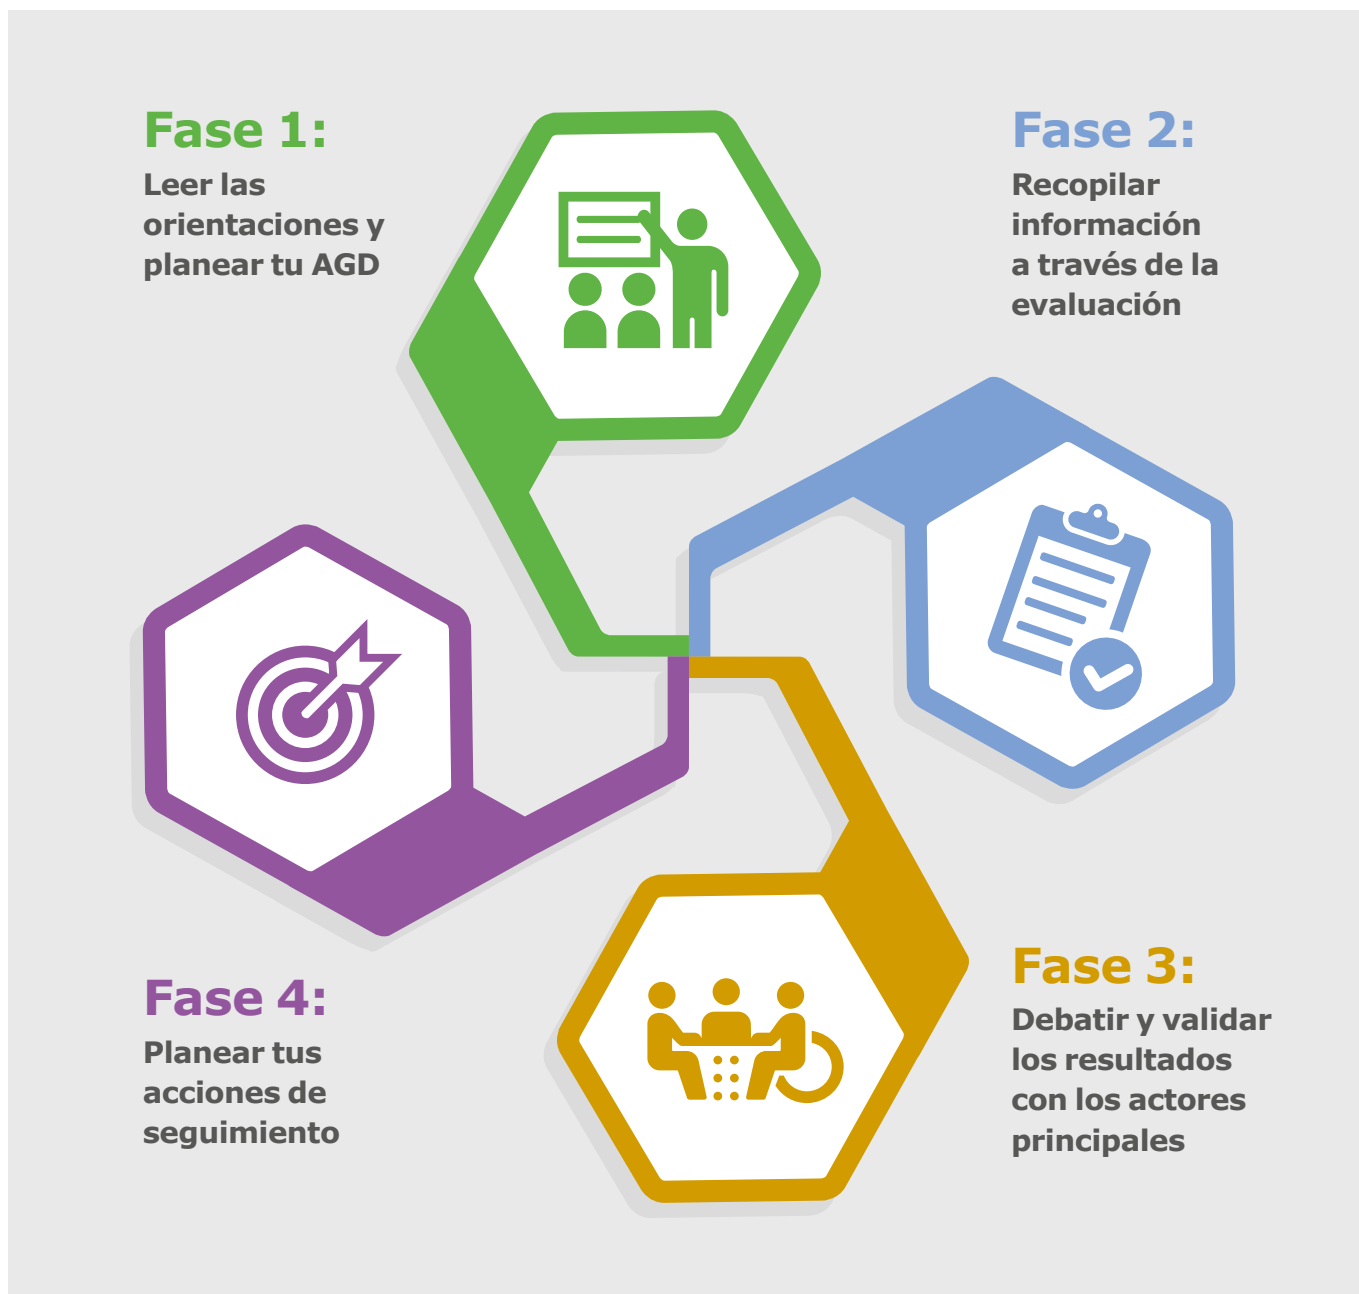 Fase 1:
Leer las
orientaciones y
planear tu AGD
Fase 2:
Recopilar
información
a través de la
evaluación
Fase 3:
Debatir y validar
los resultados
con los actores
principales
Fase 4:
Planear tus
acciones de
seguimiento